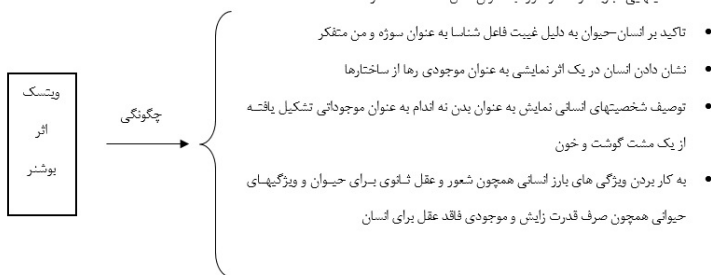 تاکید بر انسان-حیوان به دلیل غیبت فاعل شناسا به عنوان سوژه و من متفکر
نشان دادن انسان در یک اثر نمایشی به عنوان موجودی رها از ساختارها
توصیف شخصیتهای انسانی نمایش به عنوان بدن نه اندام به عنوان موجوداتی تشکیل یافته
از یک مشت گوشت و خون
به کار بردن ویژگی های بارز انسانی همچون شعور و عقل ثانوی برای حیوان و ویژگیهای
حیوانی همچون صرف قدرت زایش و موجودی فاقد عقل برای انسان
چگونگی
ویتسک
اثر
بوشنر